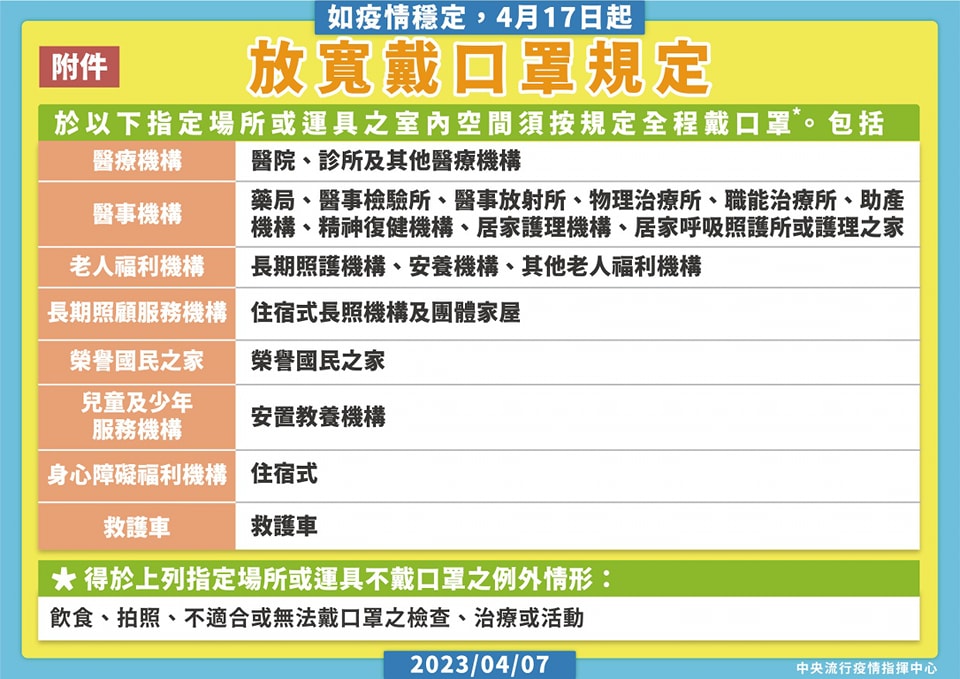 如疫情穩定，4月17日起
附件
放寬戴口罩規定
於以下指定場所或運具之室內空間須按規定全程戴口罩*。包括
醫療機構
醫院、診所及其他醫療機構
醫事機構
藥局、醫事檢驗所、醫事放射所、物理治療所、職能治療所、助產
機構、精神復健機構、居家護理機構、居家呼吸照護所或護理之家
老人福利機構
長期照護機構、安養機構、其他老人福利機構
長期照顧服務機構
住宿式長照機構及團體家屋
榮譽國民之家
榮譽國民之家
兒童及少年
服務機構
安置教養機構
身心障礙福利機構
住宿式
救護車
救護車
★ 得於上列指定場所或運具不戴口罩之例外情形：
飲食、拍照、不適合或無法戴口罩之檢查、治療或活動
2023/04/07
中央流行疫情指揮中心